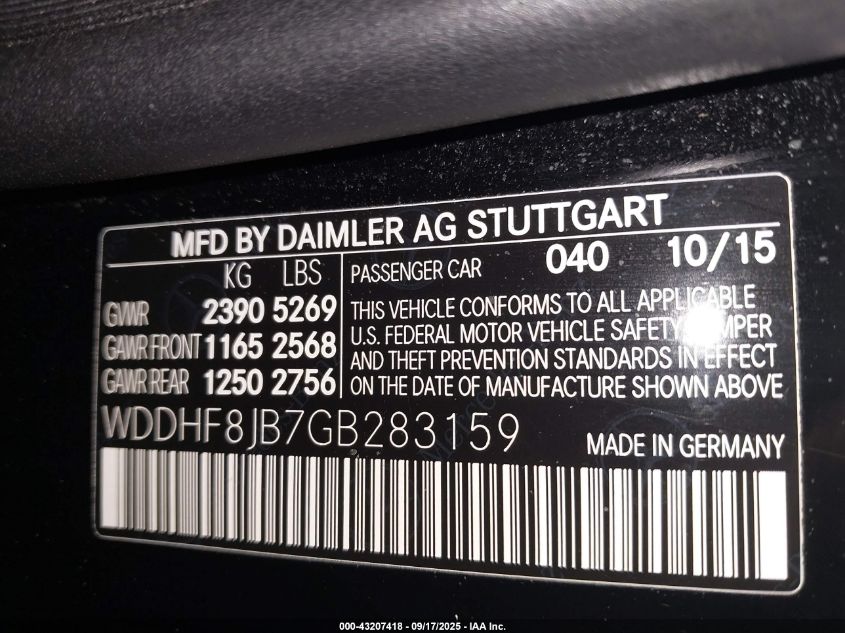 MFD BY DAIMLER AG STUTTGART
KG LBS
GVWR 2390 5269
GAWR FRONT 1165 2568
GAWR REAR 1250 2756
PASSENGER CAR 040 10/15
THIS VEHICLE CONFORMS TO ALL APPLICABLE
U.S. FEDERAL MOTOR VEHICLE SAFETY, BUMPER
AND THEFT PREVENTION STANDARDS IN EFFECT
ON THE DATE OF MANUFACTURE SHOWN ABOVE
WDDHF8JB7GB283159
MADE IN GERMANY
000-43207418 - 09/17/2025 - IAA Inc.